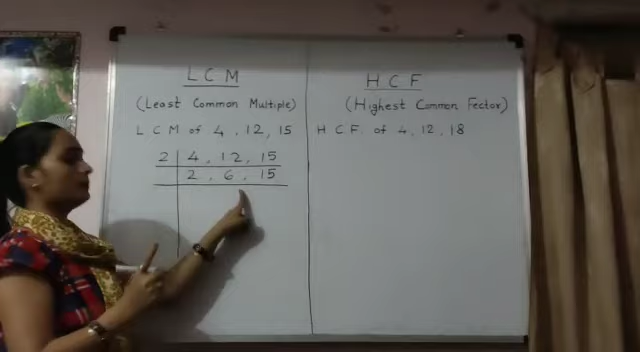 L C M
(Least Common Multiple)
L C M of 4, 12, 15
2 | 4, 12, 15
2, 6, 15
H C F
(Highest Common Fector)
H C F. of 4, 12, 18